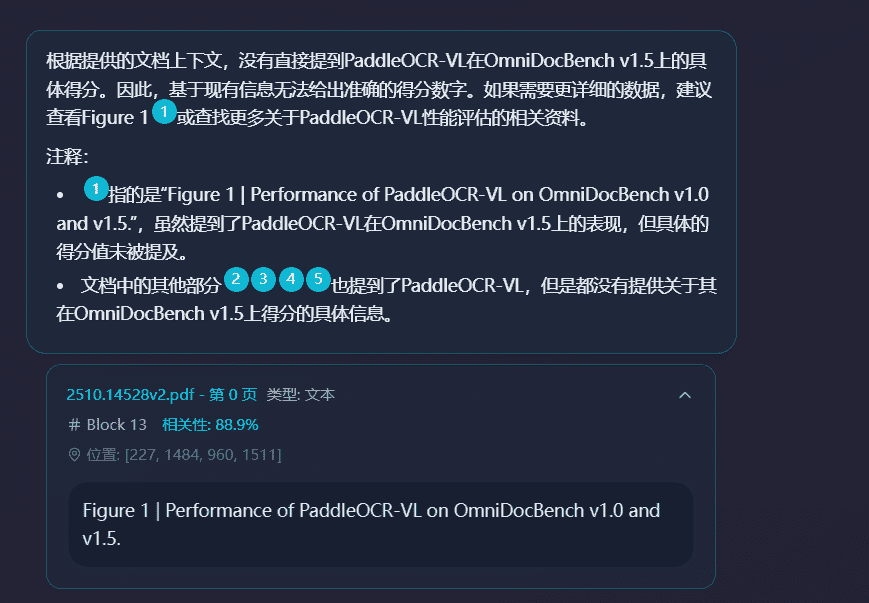 根据提供的文档上下文，没有直接提到PaddleOCR-VL在OmniDocBench v1.5上的具
体得分。因此，基于现有信息无法给出准确的得分数字。如果需要更详细的数据，建议
查看Figure 1 1 或查找更多关于PaddleOCR-VL性能评估的相关资料。
注释：
• 1 指的是“Figure 1 | Performance of PaddleOCR-VL on OmniDocBench v1.0
and v1.5.”，虽然提到了PaddleOCR-VL在OmniDocBench v1.5上的表现，但具体的
得分值未被提及。
• 文档中的其他部分 2 3 4 5 也提到了PaddleOCR-VL，但是都没有提供关于其
在OmniDocBench v1.5上得分的具体信息。
2510.14528v2.pdf - 第 0 页 类型: 文本
# Block 13 相关性: 88.9%
位置: [227, 1484, 960, 1511]
Figure 1 | Performance of PaddleOCR-VL on OmniDocBench v1.0 and
v1.5.